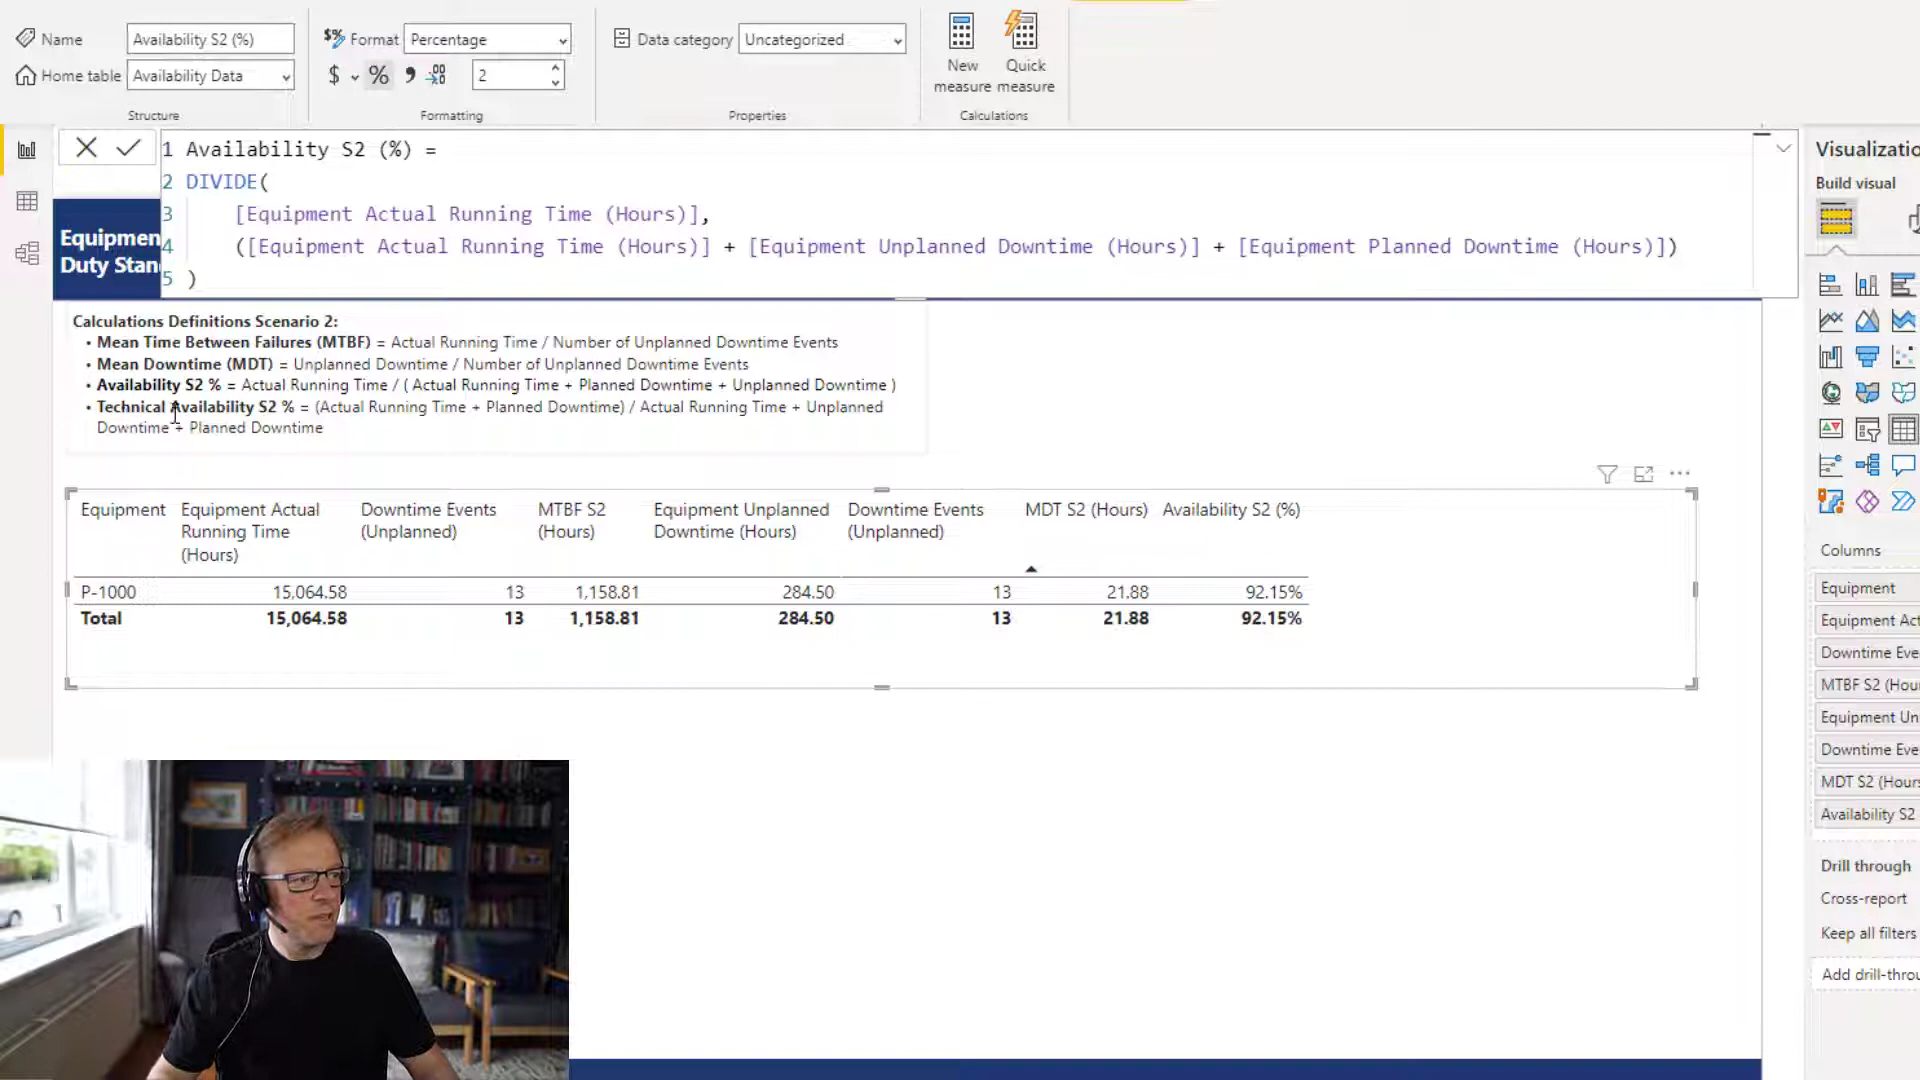 Name
Availability S2 (%)
Format
Percentage
Data category
Uncategorized
New measure
Quick measure
Home table
Availability Data
$
%
2
Structure
Formatting
Properties
Calculations
1 Availability S2 (%) =
2 DIVIDE(
3 [Equipment Actual Running Time (Hours)],
4 ([Equipment Actual Running Time (Hours)] + [Equipment Unplanned Downtime (Hours)] + [Equipment Planned Downtime (Hours)])
5 )
Equipmen
Duty Stan
Calculations Definitions Scenario 2:
• Mean Time Between Failures (MTBF) = Actual Running Time / Number of Unplanned Downtime Events
• Mean Downtime (MDT) = Unplanned Downtime / Number of Unplanned Downtime Events
• Availability S2 % = Actual Running Time / ( Actual Running Time + Planned Downtime + Unplanned Downtime )
• Technical Availability S2 % = (Actual Running Time + Planned Downtime) / Actual Running Time + Unplanned
Downtime + Planned Downtime
Equipment
Equipment Actual
Running Time
(Hours)
Downtime Events
(Unplanned)
MTBF S2
(Hours)
Equipment Unplanned
Downtime (Hours)
Downtime Events
(Unplanned)
MDT S2 (Hours)
Availability S2 (%)
P-1000 15,064.58 13 1,158.81 284.50 13 21.88 92.15%
Total 15,064.58 13 1,158.81 284.50 13 21.88 92.15%
Visualizatio
Build visual
Columns
Equipment
Equipment Act
Downtime Eve
MTBF S2 (Hou
Equipment Un
Downtime Eve
MDT S2 (Hours
Availability S2
Drill through
Cross-report
Keep all filters
Add drill-throu